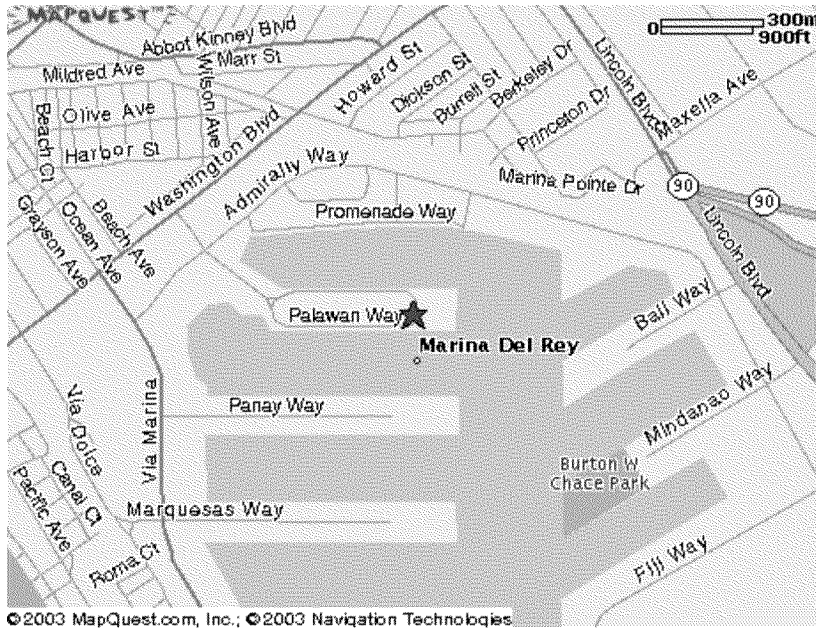 MAPQUEST
0 300m
900ft
Abbot Kinney Blvd
Marr St
Mildred Ave
Wilson Ave
Howard St
Dickson St
Burrell St
Berkeley Dr
Lincoln Blvd
Maxella Ave
Beach Ct
Olive Ave
Harbor St
Washington Blvd
Princeton Dr
Admiralty Way
Marina Pointe Dr
90
90
Grayson Ave
Ocean Ave
Beach Ave
Promenade Way
Lincoln Blvd
Palawan Way
Bali Way
Marina Del Rey
Via Dolce
Via Marina
Panay Way
Mindanao Way
Burton W
Chace Park
Canal Ct
Pacific Ave
Marquesas Way
Roma Ct
Fiji Way
©2003 MapQuest.com, Inc.; ©2003 Navigation Technologies